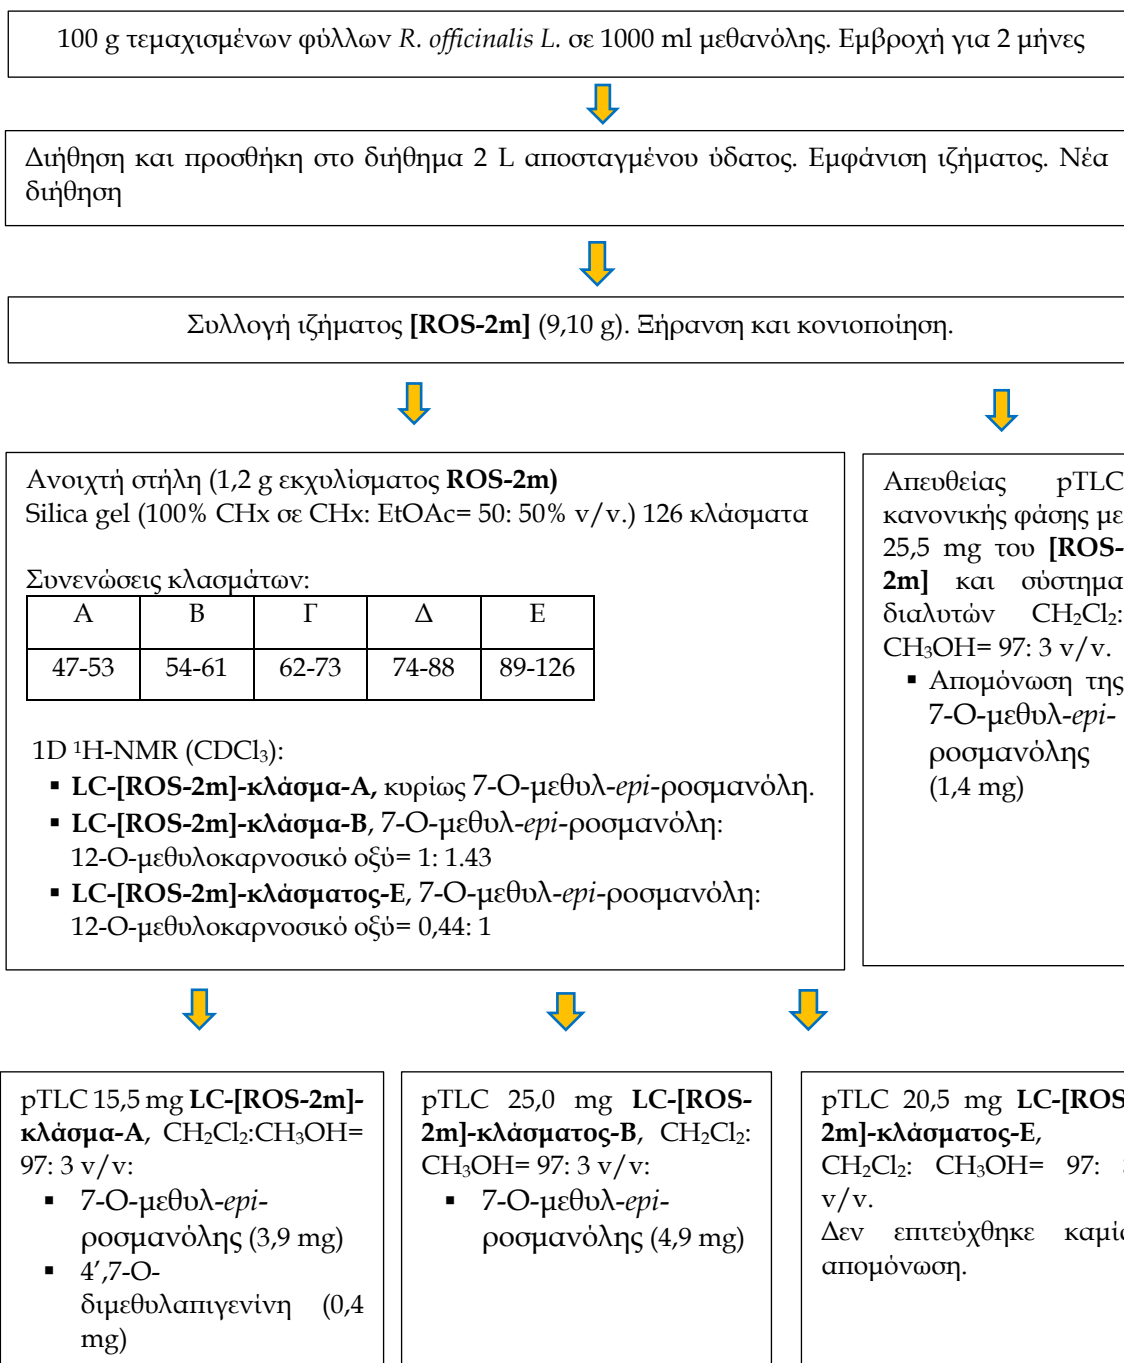 100 g τεμαχισμένων φύλλων R. officinalis L. σε 1000 ml μεθανόλης. Εμβροχή για 2 μήνες
Διήθηση και προσθήκη στο διήθημα 2 L αποσταγμένου ύδατος. Εμφάνιση ιζήματος. Νέα
διήθηση
Συλλογή ιζήματος [ROS-2m] (9,10 g). Ξήρανση και κονιοποίηση.
Ανοιχτή στήλη (1,2 g εκχυλίσματος ROS-2m)
Silica gel (100% CHx σε CHx: EtOAc= 50: 50% v/v.) 126 κλάσματα
Συνενώσεις κλασμάτων:
Α Β Γ Δ Ε
47-53 54-61 62-73 74-88 89-126
1D ¹H-NMR (CDCl₃):
▪ LC-[ROS-2m]-κλάσμα-Α, κυρίως 7-Ο-μεθυλ-epi-ροσμανόλη.
▪ LC-[ROS-2m]-κλάσμα-Β, 7-Ο-μεθυλ-epi-ροσμανόλη:
12-Ο-μεθυλοκαρνοσικό οξύ= 1: 1.43
▪ LC-[ROS-2m]-κλάσματος-Ε, 7-Ο-μεθυλ-epi-ροσμανόλη:
12-Ο-μεθυλοκαρνοσικό οξύ= 0,44: 1
Απευθείας pTLC
κανονικής φάσης με
25,5 mg του [ROS-
2m] και σύστημα
διαλυτών CH₂Cl₂:
CH₃OH= 97: 3 v/v.
▪ Απομόνωση της
7-Ο-μεθυλ-epi-
ροσμανόλης
(1,4 mg)
pTLC 15,5 mg LC-[ROS-2m]-
κλάσμα-Α, CH₂Cl₂:CH₃OH=
97: 3 v/v:
▪ 7-Ο-μεθυλ-epi-
ροσμανόλης (3,9 mg)
▪ 4′,7-Ο-
διμεθυλαπιγενίνη (0,4
mg)
pTLC 25,0 mg LC-[ROS-
2m]-κλάσματος-Β, CH₂Cl₂:
CH₃OH= 97: 3 v/v:
▪ 7-Ο-μεθυλ-epi-
ροσμανόλης (4,9 mg)
pTLC 20,5 mg LC-[ROS
2m]-κλάσματος-Ε,
CH₂Cl₂: CH₃OH= 97:
v/v.
Δεν επιτεύχθηκε καμία
απομόνωση.